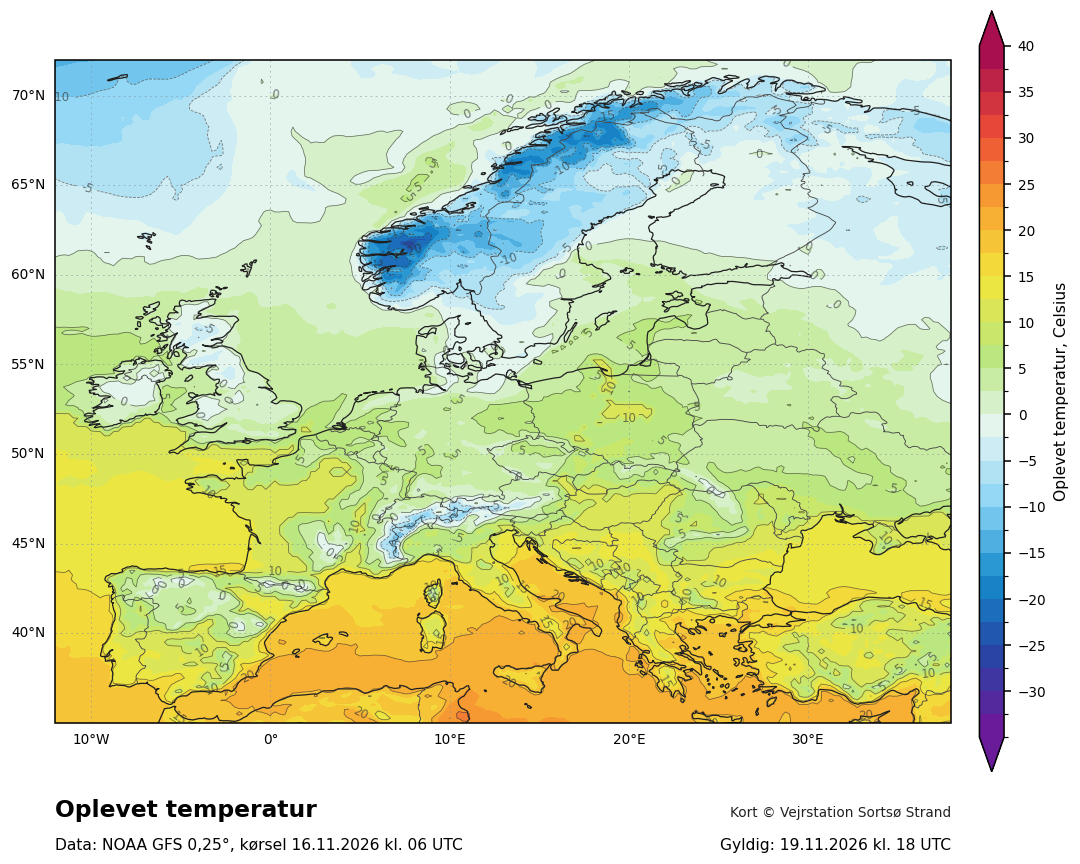 40
35
30
25
20
15
10
5
0
−5
−10
−15
−20
−25
−30
Oplevet temperatur, Celsius
70°N
65°N
60°N
55°N
50°N
45°N
40°N
10°W
0°
10°E
20°E
30°E
Oplevet temperatur
Kort © Vejrstation Sortsø Strand
Data: NOAA GFS 0,25°, kørsel 16.11.2026 kl. 06 UTC
Gyldig: 19.11.2026 kl. 18 UTC